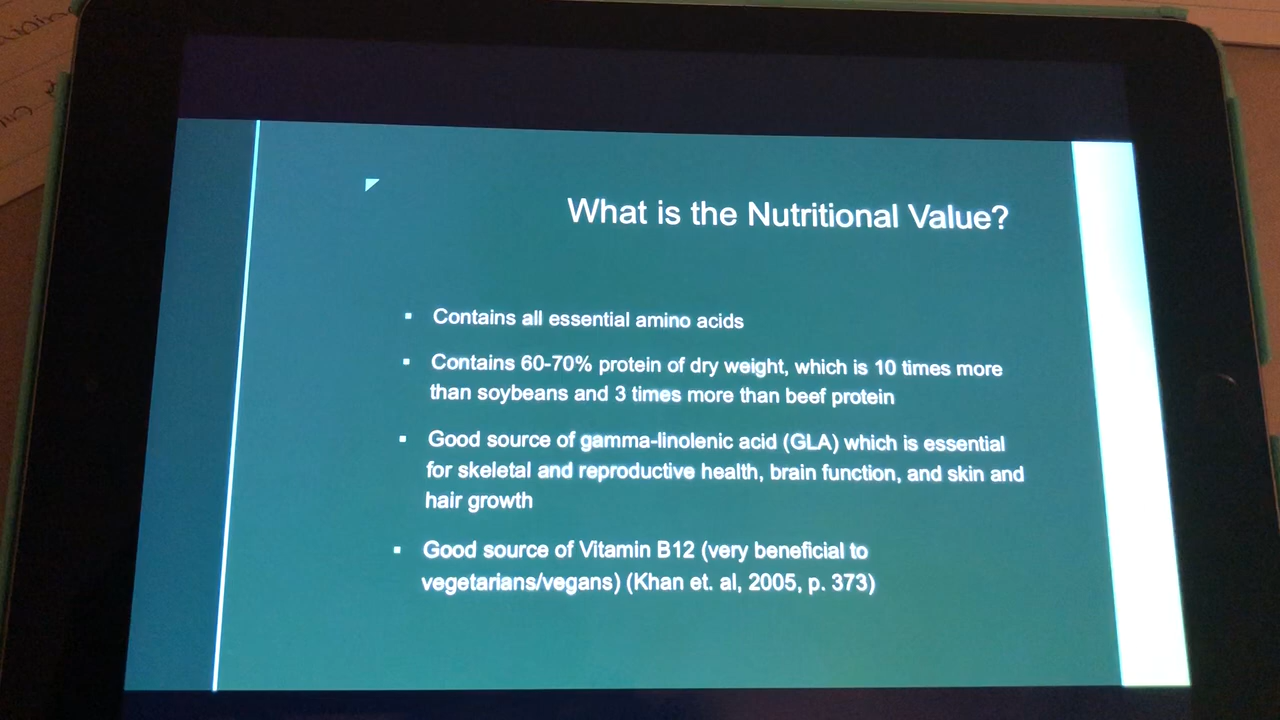 What is the Nutritional Value?
▪ Contains all essential amino acids
▪ Contains 60-70% protein of dry weight, which is 10 times more
than soybeans and 3 times more than beef protein
▪ Good source of gamma-linolenic acid (GLA) which is essential
for skeletal and reproductive health, brain function, and skin and
hair growth
▪ Good source of Vitamin B12 (very beneficial to
vegetarians/vegans) (Khan et. al, 2005, p. 373)